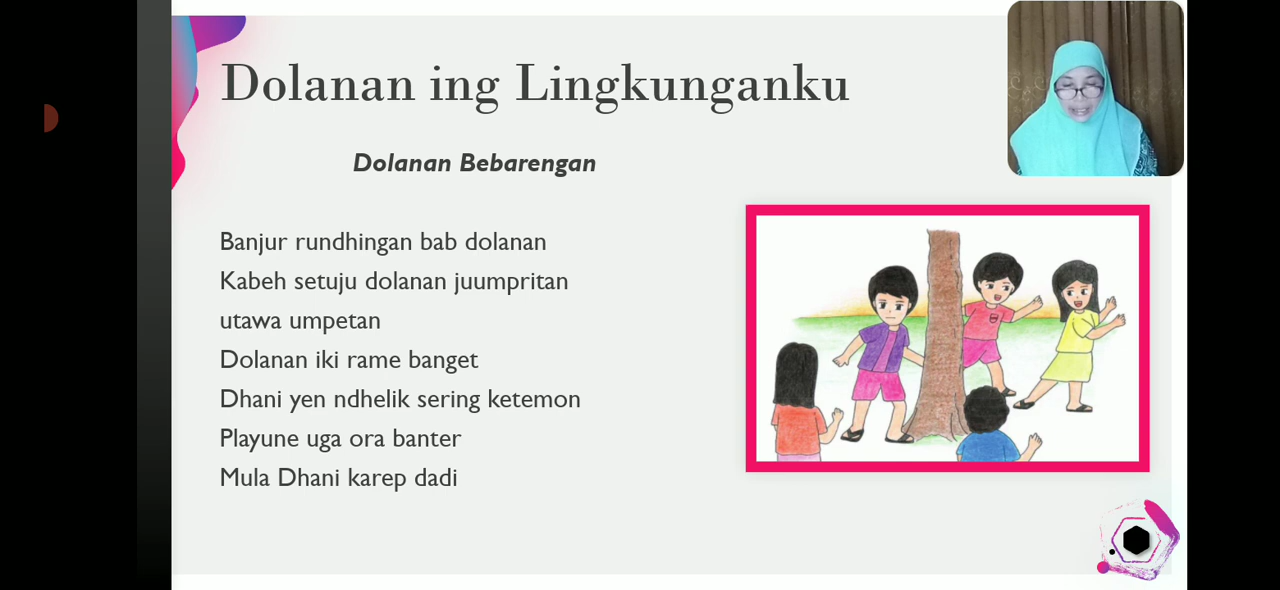 Dolanan ing Lingkunganku
Dolanan Bebarengan
Banjur rundhingan bab dolanan
Kabeh setuju dolanan juumpritan
utawa umpetan
Dolanan iki rame banget
Dhani yen ndhelik sering ketemon
Playune uga ora banter
Mula Dhani karep dadi